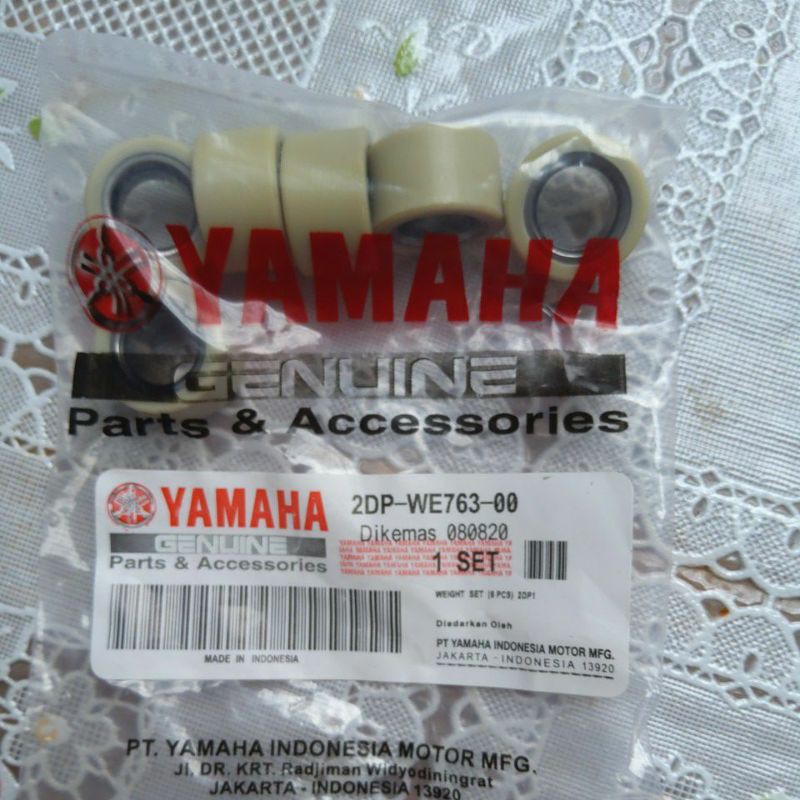 YAMAHA
GENUINE
Parts & Accessories
YAMAHA
GENUINE
Parts & Accessories
2DP-WE763-00
Dikemas 080820
1 SET
WEIGHT SET (6 PCS) 2DP1
Diedarkan Oleh
PT YAMAHA INDONESIA MOTOR MFG.
JAKARTA - INDONESIA 13920
MADE IN INDONESIA
PT. YAMAHA INDONESIA MOTOR MFG.
Jl. DR. KRT. Radjiman Widyodiningrat
JAKARTA - INDONESIA 13920